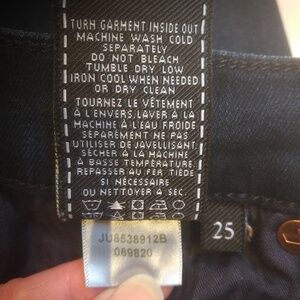 TURN GARMENT INSIDE OUT
MACHINE WASH COLD
SEPARATELY
DO NOT BLEACH
TUMBLE DRY LOW
IRON COOL WHEN NEEDED
OR DRY CLEAN
TOURNEZ LE VÊTEMENT
À L'ENVERS, LAVER À LA
MACHINE À L'EAU FROIDE
SÉPARÉMENT NE PAS
UTILISER DE JAVELLISANT
SÉCHER À LA MACHINE
À BASSE TEMPÉRATURE
REPASSER AU FER TIÈDE
SI NÉCESSAIRE
OU NETTOYER À SEC
25
JU8538912B
069820